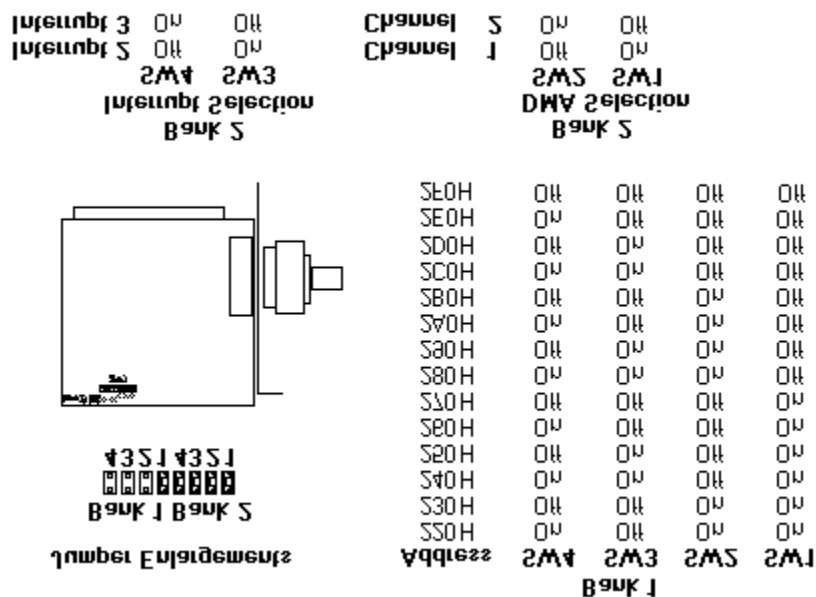 Jumper Enlargements
Bank 1 Bank 2
4321 4321
Bank 1
Address SW4 SW3 SW2 SW1
220H On Off On On
230H Off Off On On
240H On On Off On
250H Off On Off On
260H On Off Off On
270H Off Off Off On
280H On On On Off
290H Off On On Off
2A0H On Off On Off
2B0H Off Off On Off
2C0H On On Off Off
2D0H Off On Off Off
2E0H On Off Off Off
2F0H Off Off Off Off
Bank 2
Interrupt Selection
SW4 SW3
Interrupt 2 Off On
Interrupt 3 On Off
Bank 2
DMA Selection
SW2 SW1
Channel 1 Off On
Channel 2 On Off